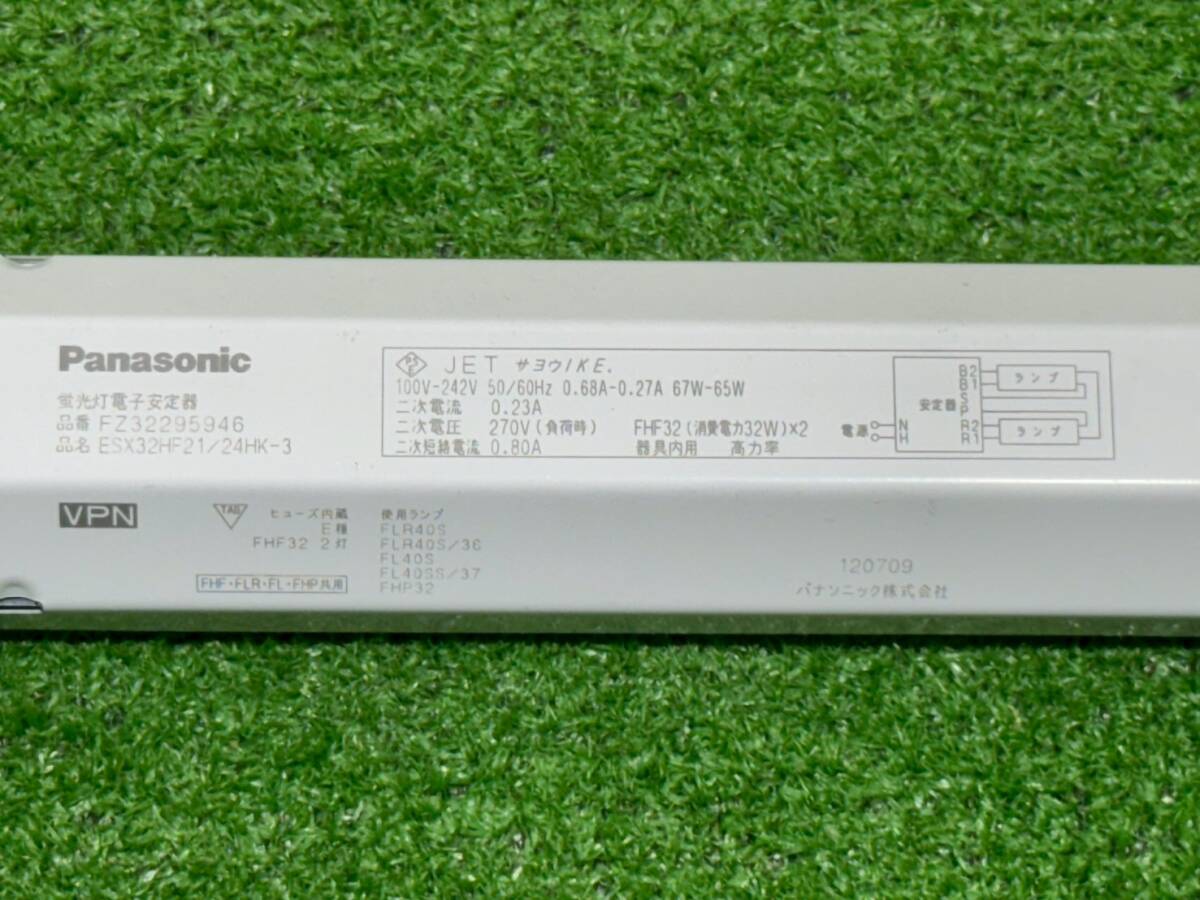 Panasonic
蛍光灯電子安定器
品番 FZ32295946
品名 ESX32HF21/24HK-3
PS
E
JET サヨウIKE.
100V-242V 50/60Hz 0.68A-0.27A 67W-65W
二次電流 0.23A
二次電圧 270V(負荷時) FHF32(消費電力32W)×2
二次短絡電流 0.80A 器具内用 高力率
電源
N
H
安定器
B2
B1
S
P
R2
R1
ランプ
ランプ
VPN
TAG
ヒューズ内蔵
E種
FHF32 2灯
FHF・FLR・FL・FHP共用
使用ランプ
FLR40S
FLR40S/36
FL40S
FL40SS/37
FHP32
120709
パナソニック株式会社